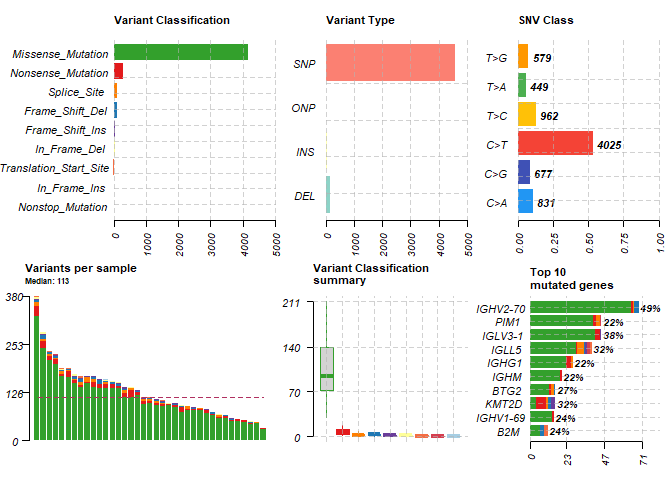 Variant Classification
Missense_Mutation
Nonsense_Mutation
Splice_Site
Frame_Shift_Del
Frame_Shift_Ins
In_Frame_Del
Translation_Start_Site
In_Frame_Ins
Nonstop_Mutation
0
1000
2000
3000
4000
5000
Variant Type
SNP
ONP
INS
DEL
0
1000
2000
3000
4000
5000
SNV Class
T>G 579
T>A 449
T>C 962
C>T 4025
C>G 677
C>A 831
0.00
0.25
0.50
0.75
1.00
Variants per sample
Median: 113
380
253
126
0
Variant Classification
summary
211
140
70
0
Top 10
mutated genes
IGHV2-70 49%
PIM1 22%
IGLV3-1 38%
IGLL5 32%
IGHG1 22%
IGHM 22%
BTG2 27%
KMT2D 32%
IGHV1-69 24%
B2M 24%
0
23
47
71